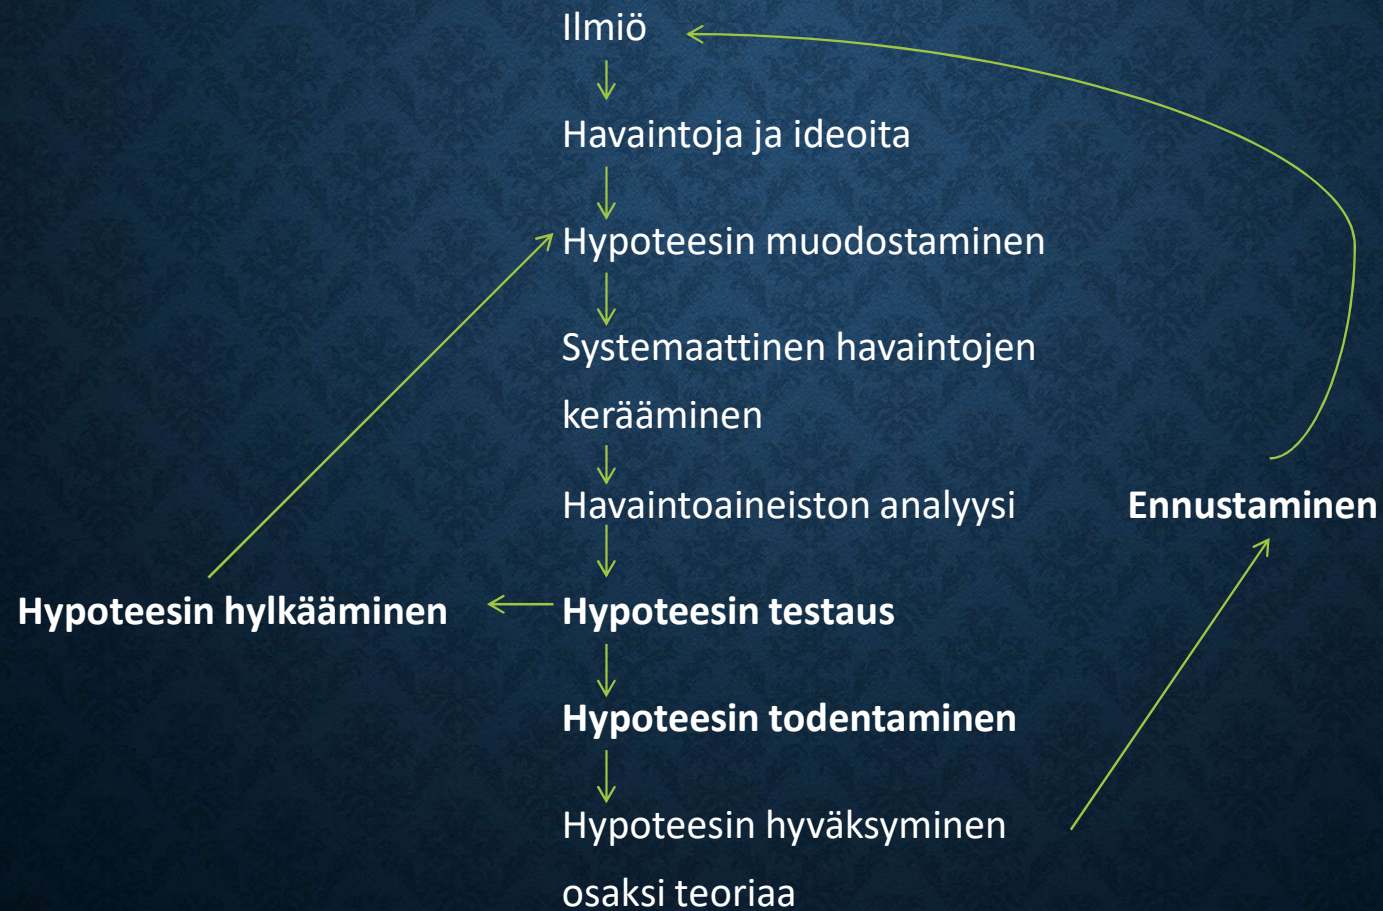 Ilmiö
Havaintoja ja ideoita
Hypoteesin muodostaminen
Systemaattinen havaintojen
kerääminen
Havaintoaineiston analyysi
Ennustaminen
Hypoteesin hylkääminen
Hypoteesin testaus
Hypoteesin todentaminen
Hypoteesin hyväksyminen
osaksi teoriaa